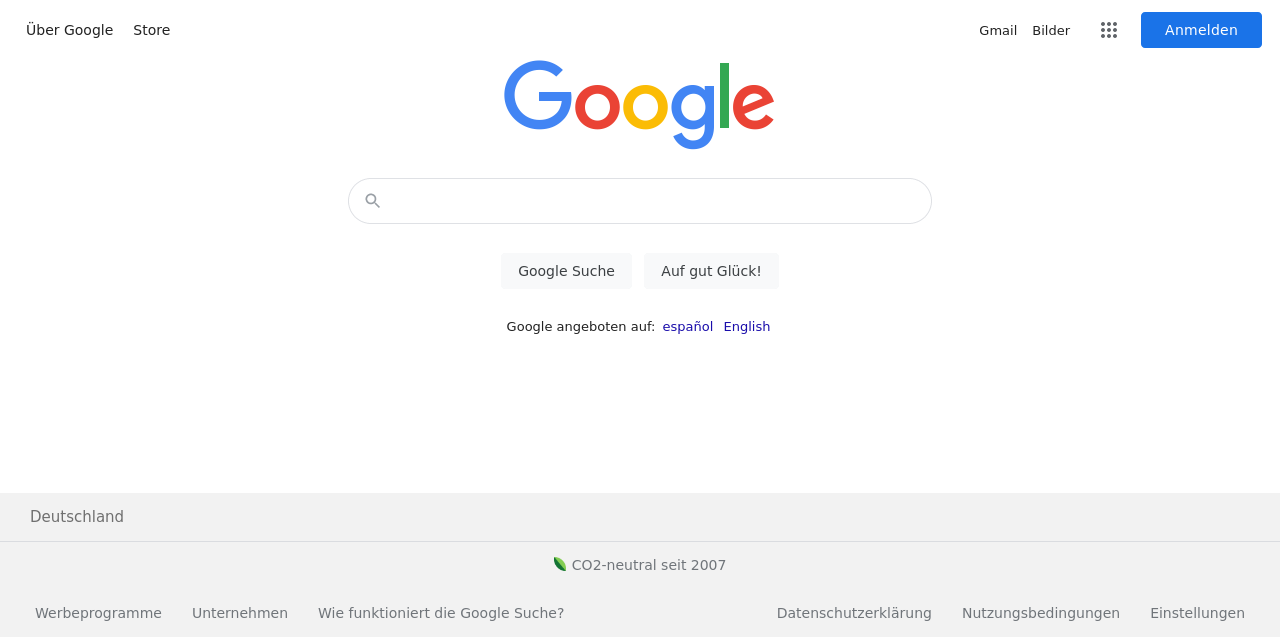 Über Google Store Gmail Bilder Anmelden
Google
Google Suche Auf gut Glück!
Google angeboten auf: español English
Deutschland
CO2-neutral seit 2007
Werbeprogramme Unternehmen Wie funktioniert die Google Suche? Datenschutzerklärung Nutzungsbedingungen Einstellungen